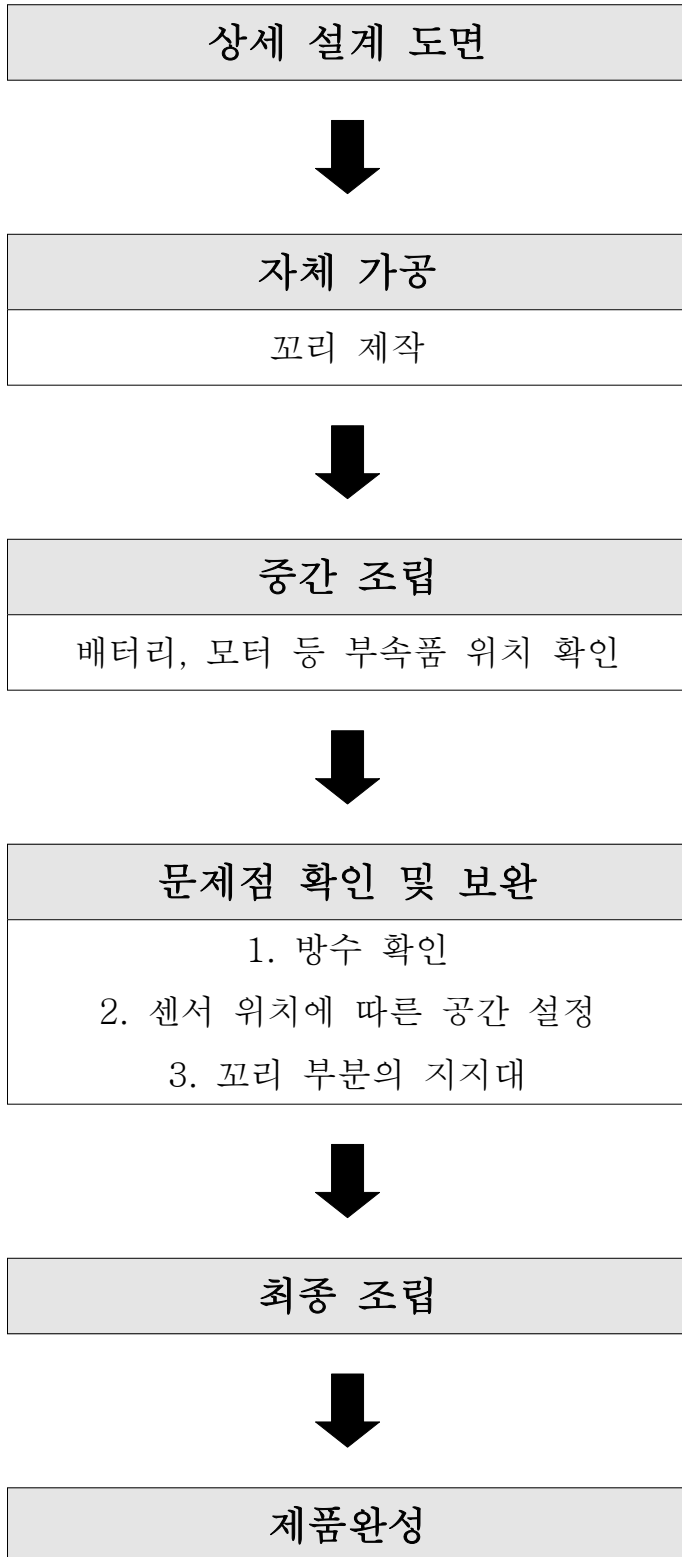 상세 설계 도면
자체 가공
꼬리 제작
중간 조립
배터리, 모터 등 부속품 위치 확인
문제점 확인 및 보완
1. 방수 확인
2. 센서 위치에 따른 공간 설정
3. 꼬리 부분의 지지대
최종 조립
제품완성